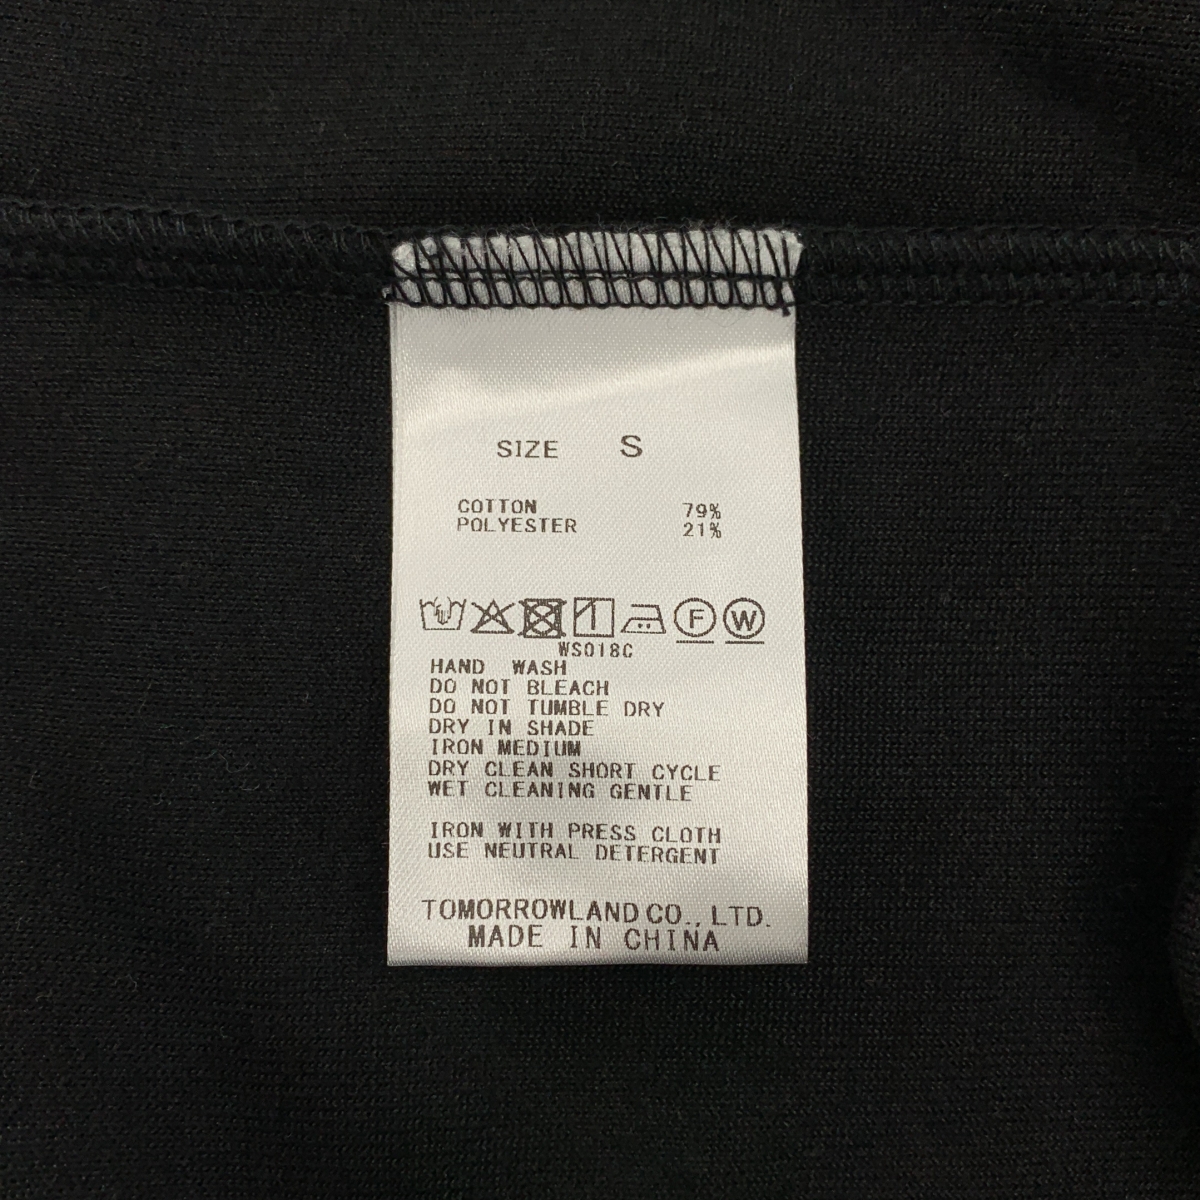 SIZE S
COTTON 79%
POLYESTER 21%
F W
WS018C
HAND WASH
DO NOT BLEACH
DO NOT TUMBLE DRY
DRY IN SHADE
IRON MEDIUM
DRY CLEAN SHORT CYCLE
WET CLEANING GENTLE
IRON WITH PRESS CLOTH
USE NEUTRAL DETERGENT
TOMORROWLAND CO., LTD.
MADE IN CHINA